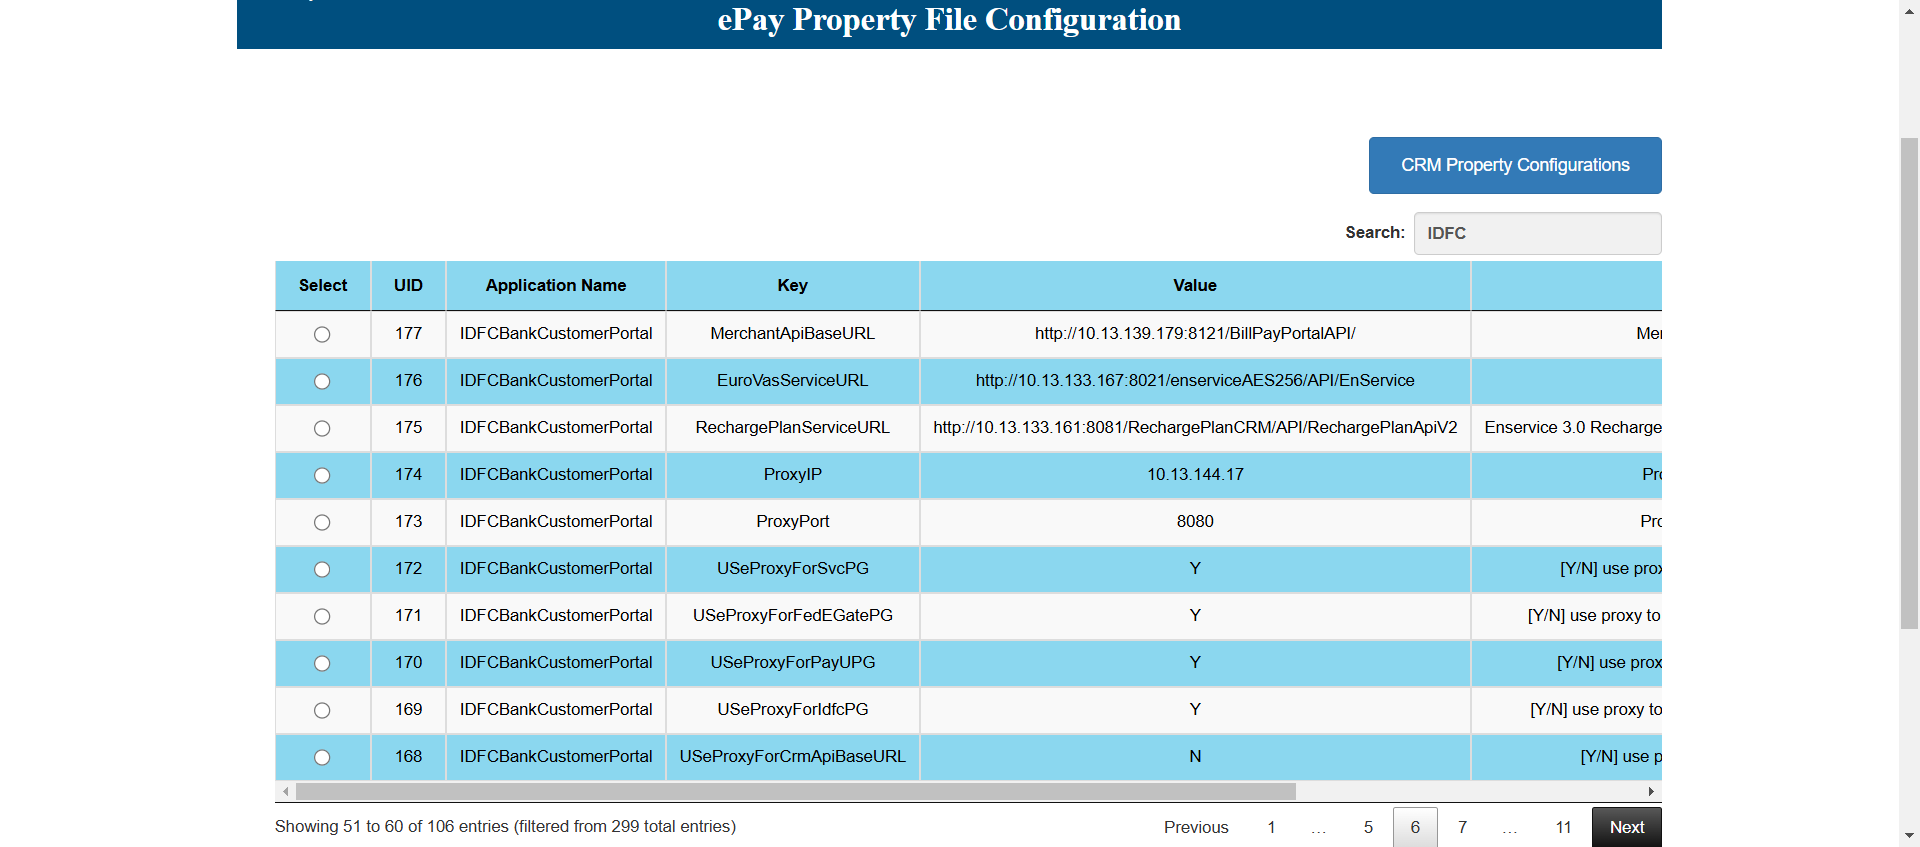 ePay Property File Configuration
CRM Property Configurations
Search: IDFC
Select UID Application Name Key Value
177 IDFCBankCustomerPortal MerchantApiBaseURL http://10.13.139.179:8121/BillPayPortalAPI/
176 IDFCBankCustomerPortal EuroVasServiceURL http://10.13.133.167:8021/enserviceAES256/API/EnService
175 IDFCBankCustomerPortal RechargePlanServiceURL http://10.13.133.161:8081/RechargePlanCRM/API/RechargePlanApiV2 Enservice 3.0 Recharge
174 IDFCBankCustomerPortal ProxyIP 10.13.144.17
173 IDFCBankCustomerPortal ProxyPort 8080
172 IDFCBankCustomerPortal USeProxyForSvcPG Y [Y/N] use prox
171 IDFCBankCustomerPortal USeProxyForFedEGatePG Y [Y/N] use proxy to
170 IDFCBankCustomerPortal USeProxyForPayUPG Y [Y/N] use prox
169 IDFCBankCustomerPortal USeProxyForIdfcPG Y [Y/N] use proxy to
168 IDFCBankCustomerPortal USeProxyForCrmApiBaseURL N [Y/N] use p
Showing 51 to 60 of 106 entries (filtered from 299 total entries) Previous 1 … 5 6 7 … 11 Next